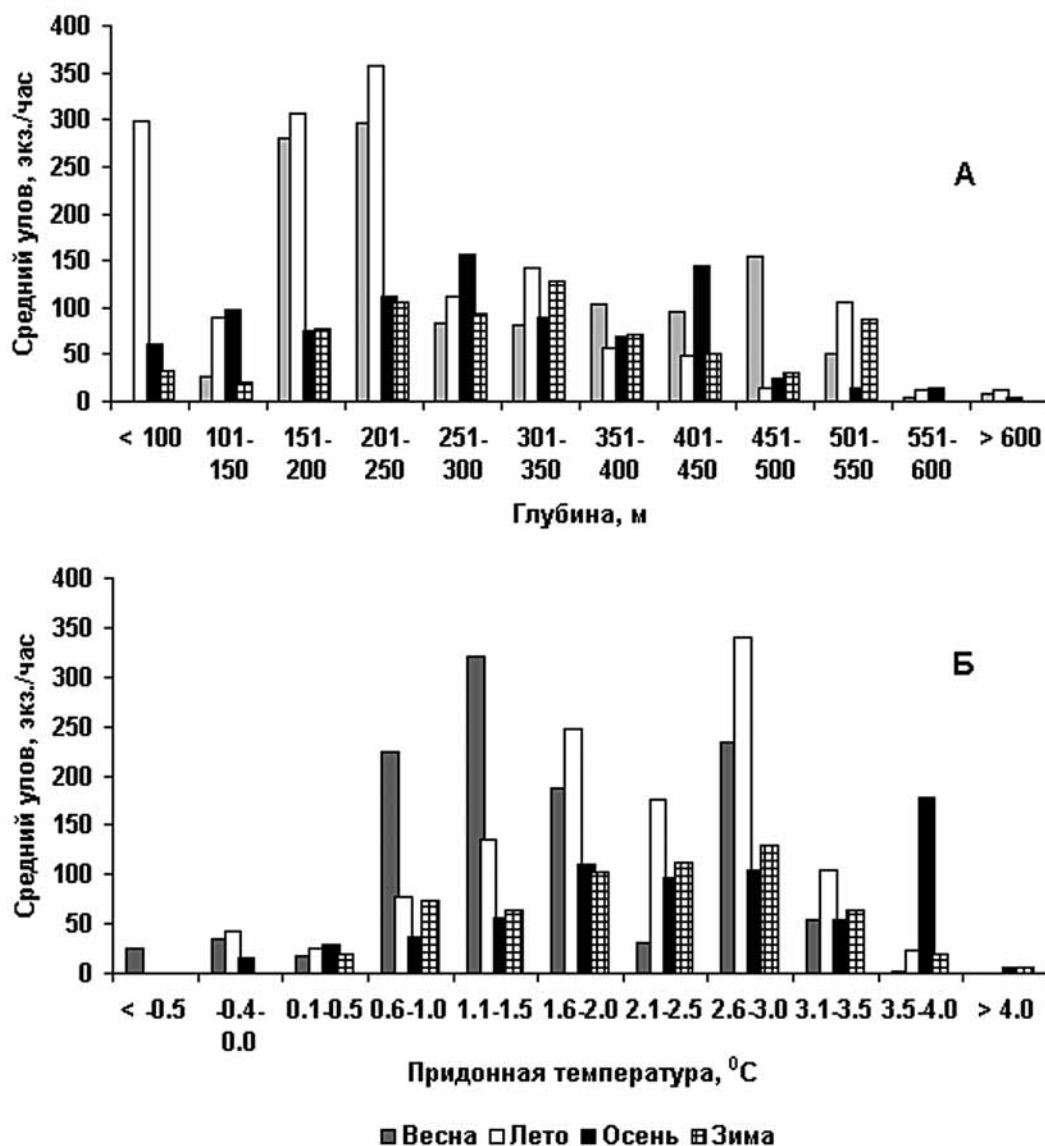 400
350
300
250
200
150
100
50
0
Средний улов, экз./час
А
< 100 101- 151- 201- 251- 301- 351- 401- 451- 501- 551- > 600
150 200 250 300 350 400 450 500 550 600
Глубина, м
400
350
300
250
200
150
100
50
0
Средний улов, экз./час
Б
< -0.5 -0.4- 0.1-0.5 0.6-1.0 1.1-1.5 1.6-2.0 2.1-2.5 2.6-3.0 3.1-3.5 3.5-4.0 > 4.0
0.0
Придонная температура, ⁰С
Весна Лето Осень Зима